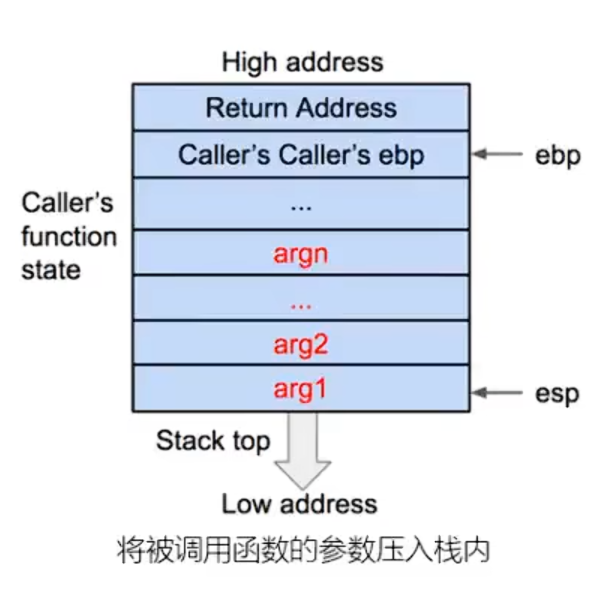 High address
Return Address
Caller's Caller's ebp
ebp
...
Caller's
function
state
argn
...
arg2
arg1
esp
Stack top
Low address
将被调用函数的参数压入栈内